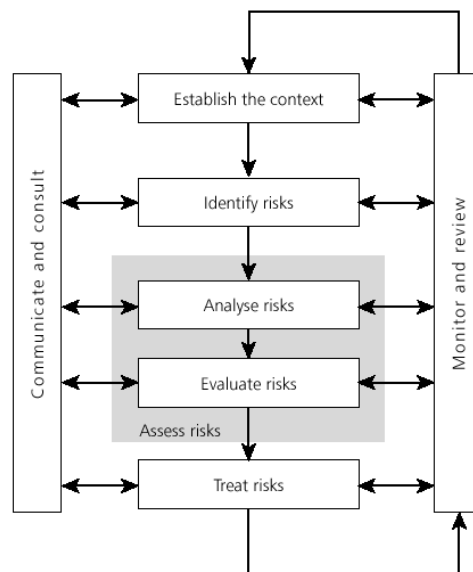 Establish the context
Communicate and consult
Monitor and review
Identify risks
Analyse risks
Evaluate risks
Assess risks
Treat risks